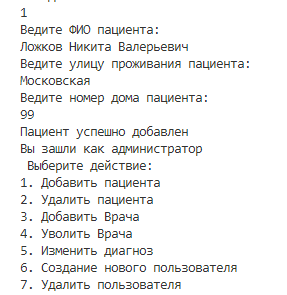 1
Ведите ФИО пациента:
Ложков Никита Валерьевич
Ведите улицу проживания пациента:
Московская
Ведите номер дома пациента:
99
Пациент успешно добавлен
Вы зашли как администратор
Выберите действие:
1. Добавить пациента
2. Удалить пациента
3. Добавить Врача
4. Уволить Врача
5. Изменить диагноз
6. Создание нового пользователя
7. Удалить пользователя